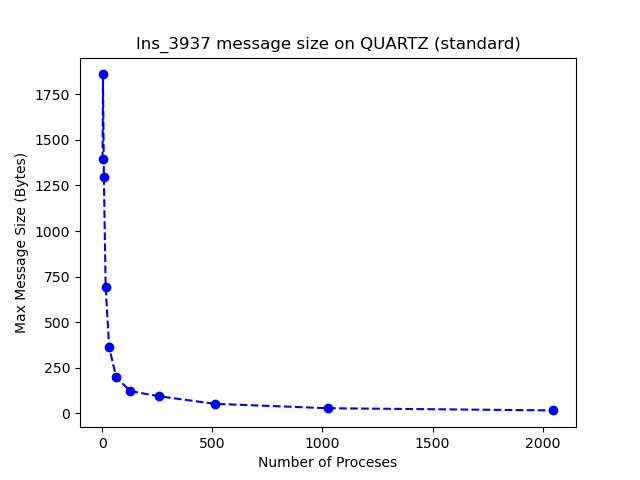 lns_3937 message size on QUARTZ (standard)
Max Message Size (Bytes)
1750
1500
1250
1000
750
500
250
0
0 500 1000 1500 2000
Number of Proceses